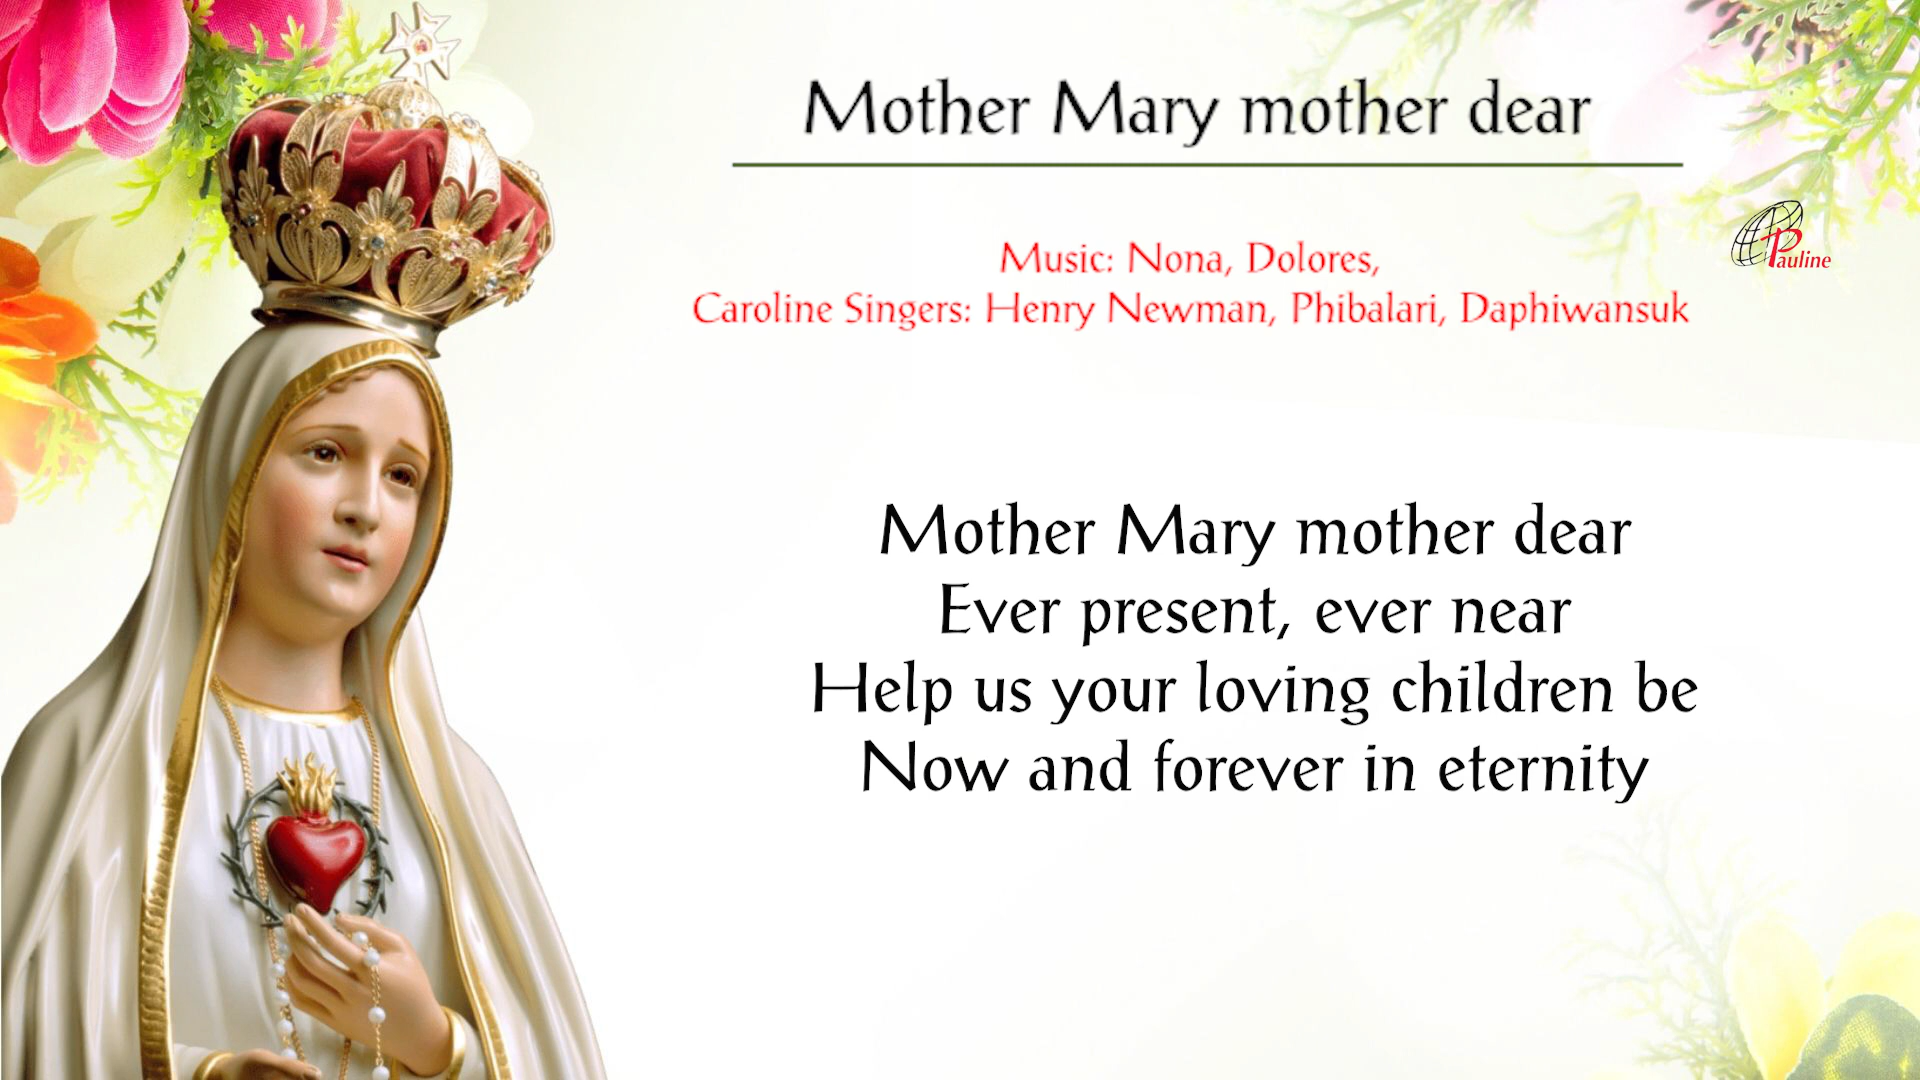 Mother Mary mother dear
Music: Nona, Dolores,
Caroline Singers: Henry Newman, Phibalari, Daphiwansuk
Pauline
Mother Mary mother dear
Ever present, ever near
Help us your loving children be
Now and forever in eternity